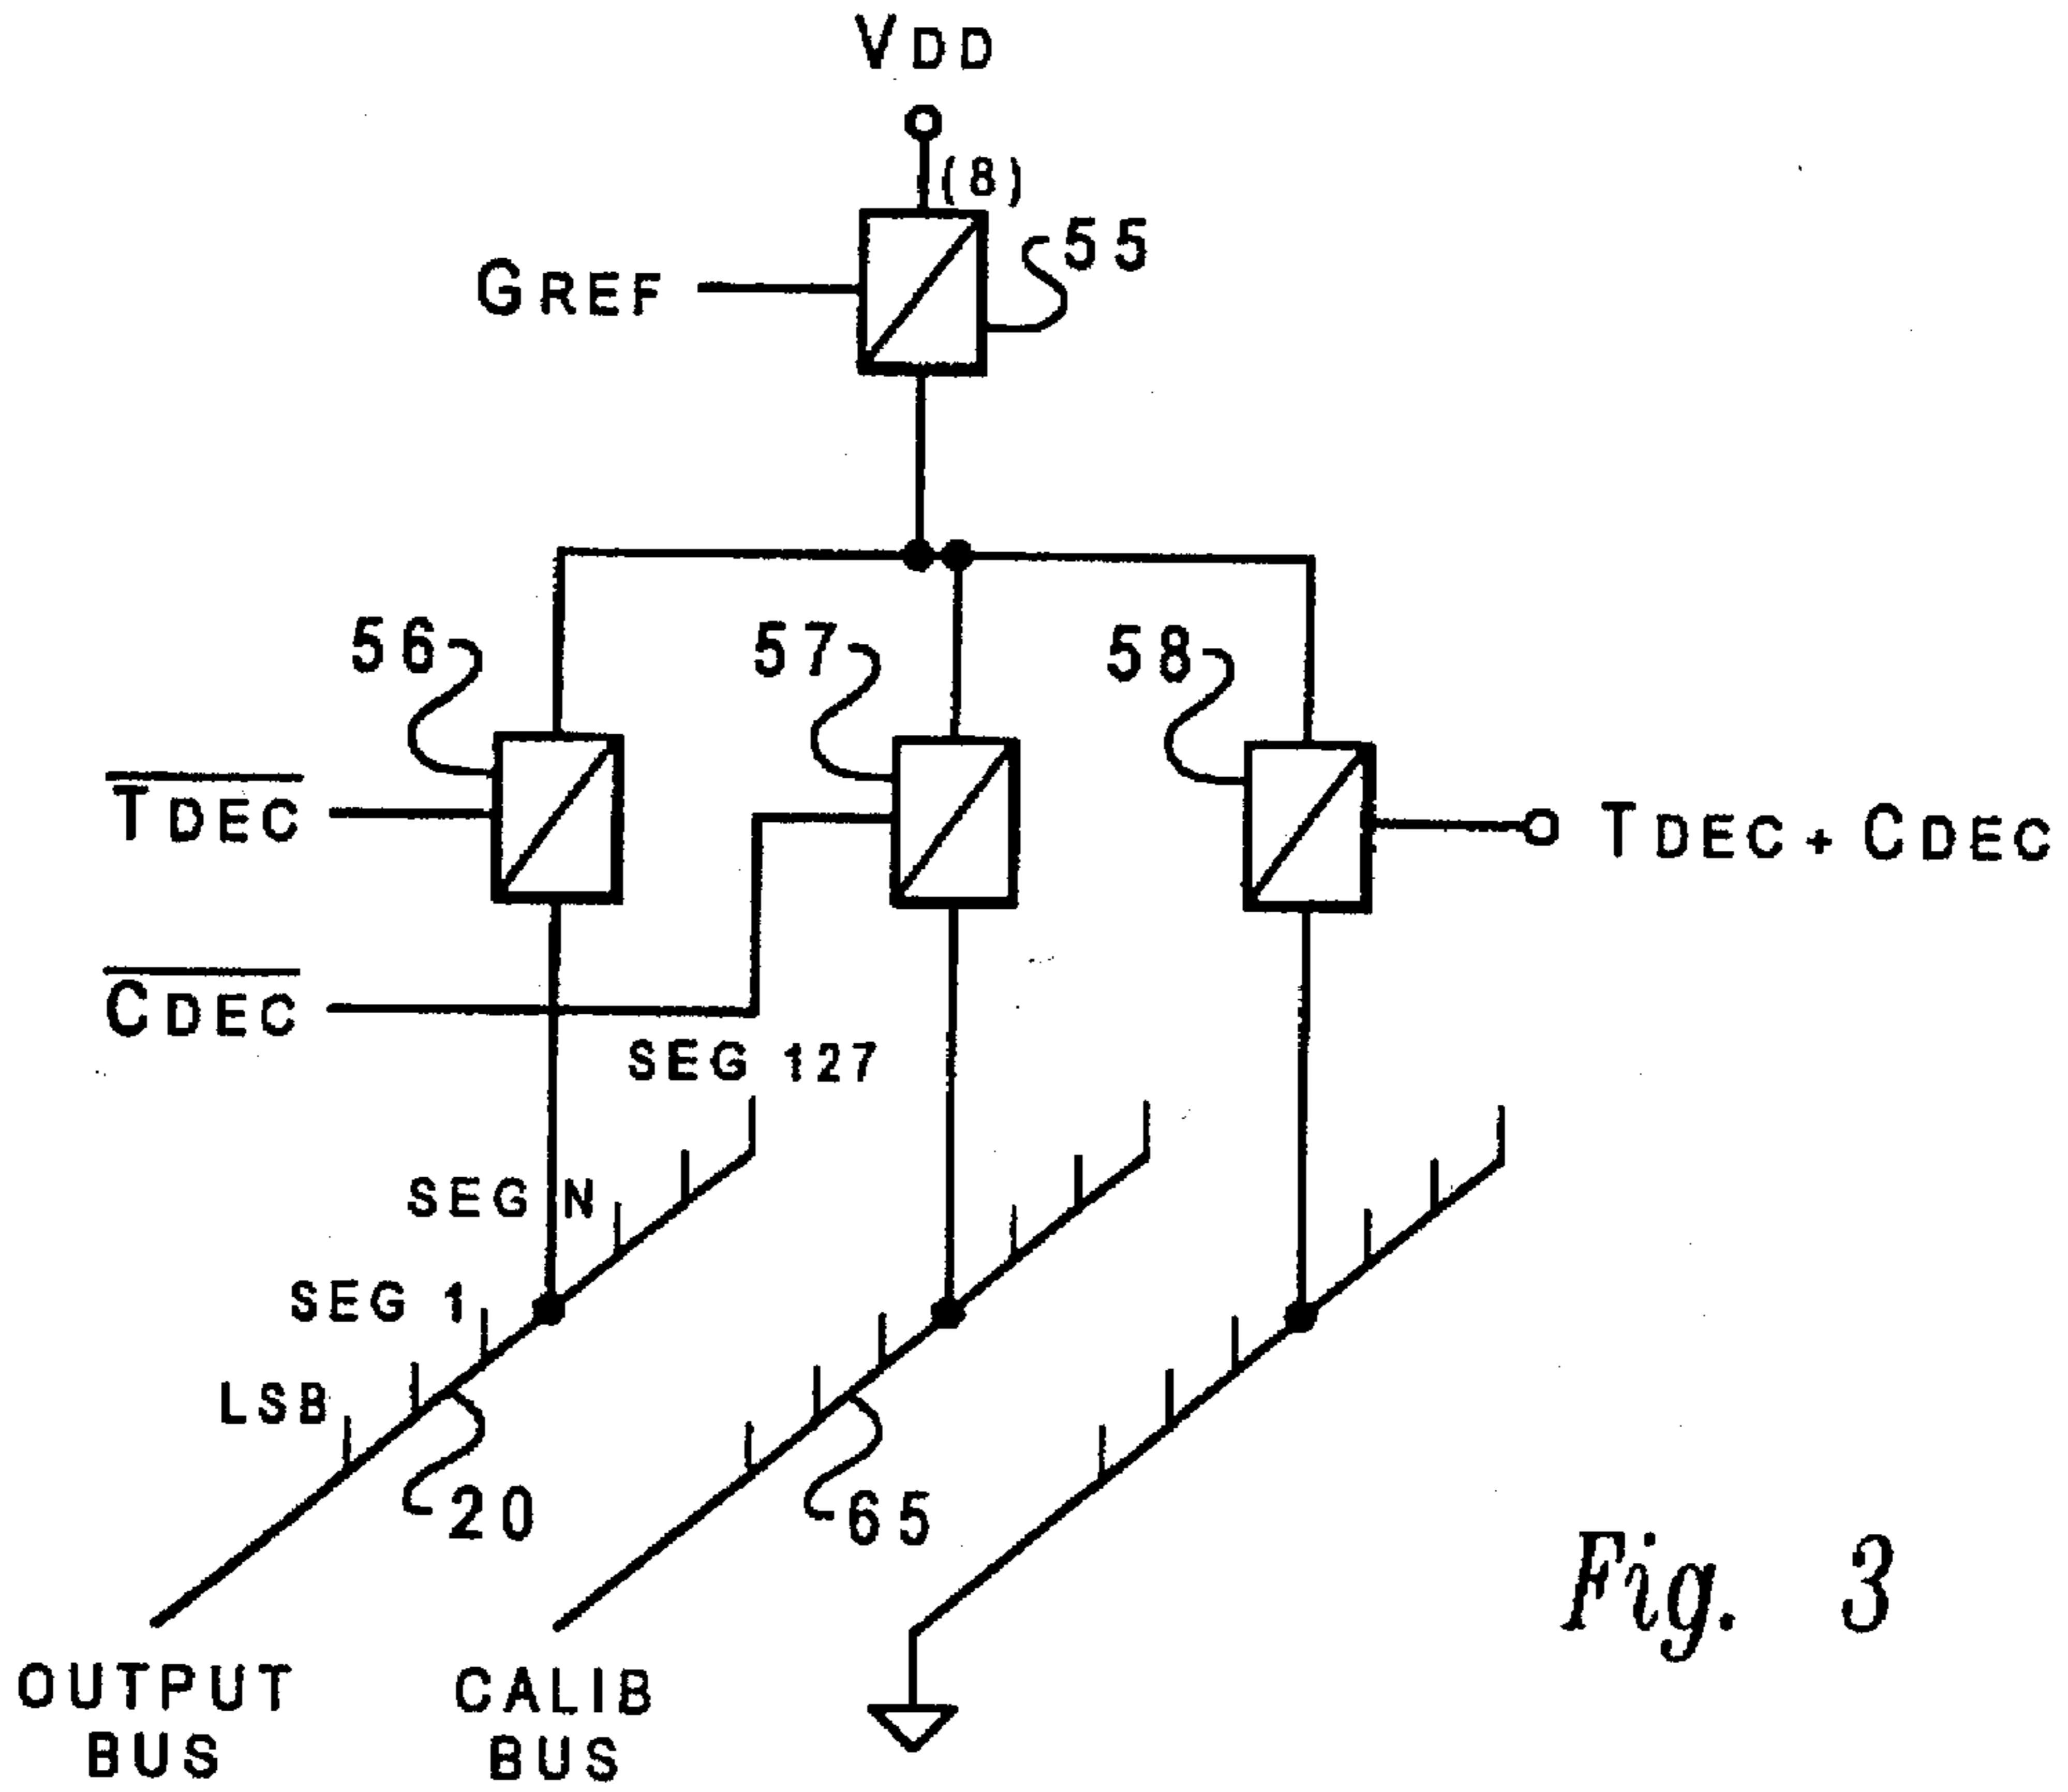 VDD
(8)
55
GREF
56
57
58
TDEC
TDEC + CDEC
CDEC
SEG 127
SEG N
SEG 1
LSB
20
65
Fig. 3
OUTPUT
BUS
CALIB
BUS